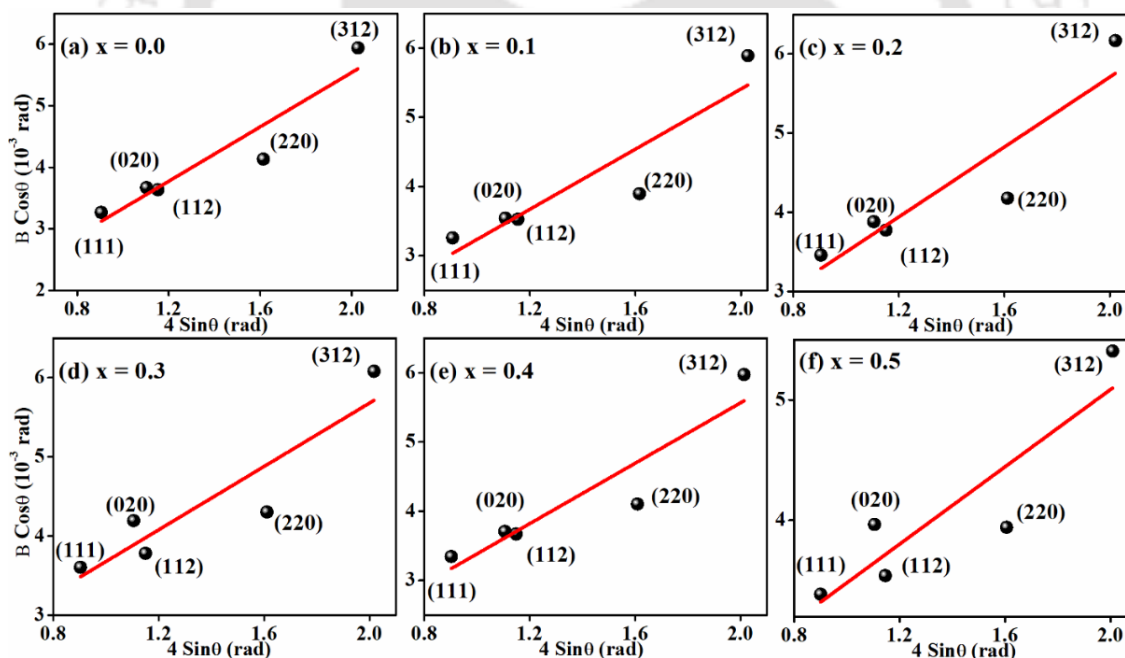 (a) x = 0.0
(312)
(020)
(220)
(112)
(111)
6
5
4
3
2
0.8 1.2 1.6 2.0
4 Sinθ (rad)
(b) x = 0.1
(312)
(020)
(220)
(112)
(111)
6
5
4
3
0.8 1.2 1.6 2.0
4 Sinθ (rad)
(c) x = 0.2
(312)
(020)
(220)
(111)
(112)
6
5
4
3
0.8 1.2 1.6 2.0
4 Sinθ (rad)
B Cosθ (10⁻³ rad)
B Cosθ (10⁻³ rad)
(d) x = 0.3
(312)
(020)
(220)
(111)
(112)
6
5
4
3
0.8 1.2 1.6 2.0
4 Sinθ (rad)
(e) x = 0.4
(312)
(020)
(220)
(112)
(111)
6
5
4
3
0.8 1.2 1.6 2.0
4 Sinθ (rad)
(f) x = 0.5
(312)
(020)
(220)
(111)
(112)
5
4
0.8 1.2 1.6 2.0
4 Sinθ (rad)